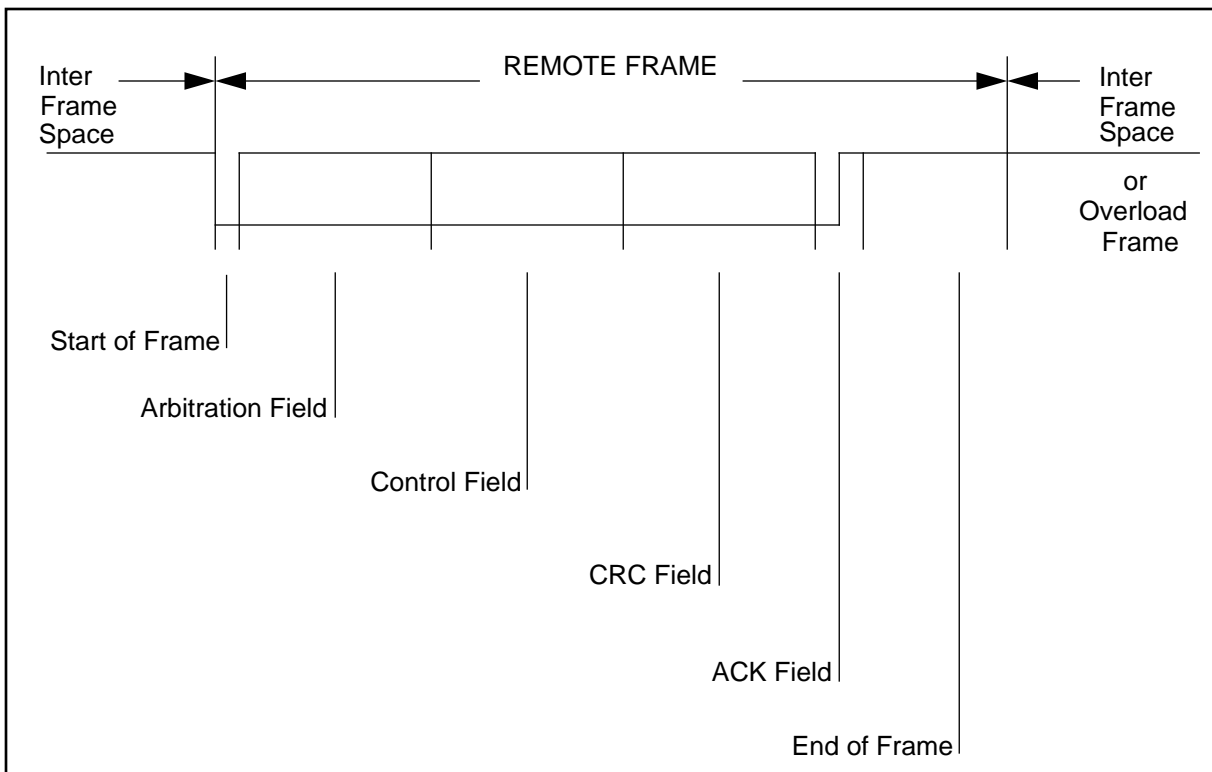 REMOTE FRAME
Inter
Frame
Space
Inter
Frame
Space
or
Overload
Frame
Start of Frame
Arbitration Field
Control Field
CRC Field
ACK Field
End of Frame